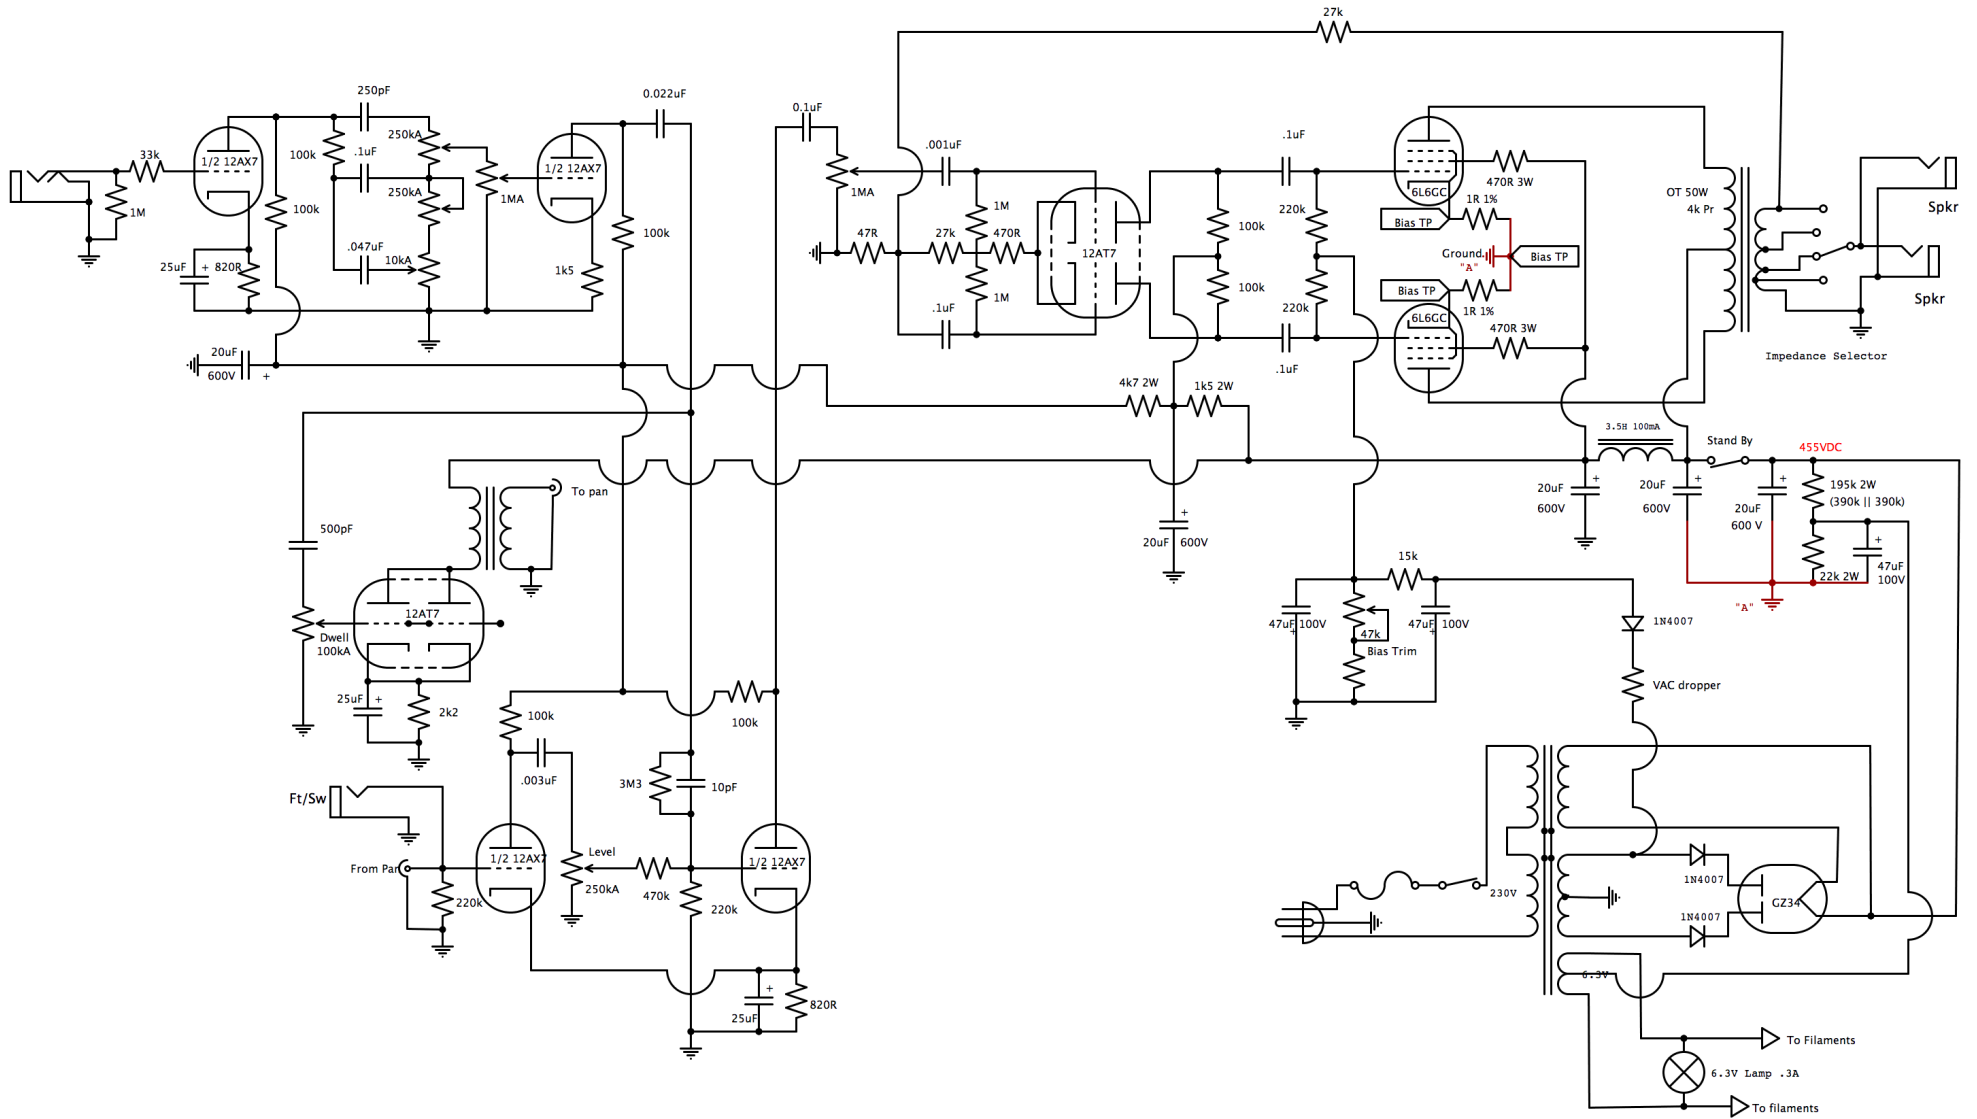 27k
250pF
0.022uF
0.1uF
250kA
.1uF
.001uF
33k
100k
.1uF
1/2 12AX7
1/2 12AX7
470R 3W
OT 50W
4k Pr
1M
100k
250kA
1MA
1MA
1M
6L6GC
1R 1%
Spkr
Bias TP
220k
100k
100k
47R
27k
470R
12AT7
.047uF
10kA
1k5
Ground
"A"
Bias TP
25uF
+
820R
1M
100k
Bias TP
220k
1R 1%
Spkr
.1uF
6L6GC
470R 3W
20uF
600V
+
.1uF
Impedance Selector
4k7 2W
1k5 2W
3.5H 100mA
Stand By
455VDC
To pan
20uF
600V
+
20uF
600V
+
20uF
600 V
+
195k 2W
(390k || 390k)
500pF
+
20uF
600V
15k
22k 2W
+
47uF
100V
"A"
12AT7
Dwell
100kA
47uF
100V
+
47k
Bias Trim
47uF
100V
+
1N4007
25uF
+
2k2
100k
100k
VAC dropper
.003uF
3M3
10pF
Ft/Sw
1/2 12AX7
Level
1/2 12AX7
From Pan
250kA
470k
220k
220k
230V
1N4007
1N4007
GZ34
+
25uF
820R
6.3V
To Filaments
6.3V Lamp .3A
To filaments